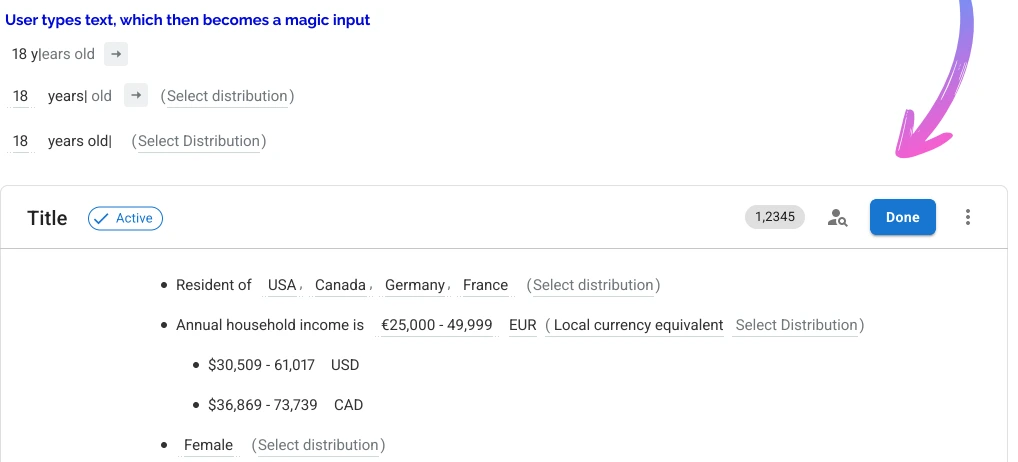 User types text, which then becomes a magic input
18 y|ears old →
18 years| old → (Select distribution)
18 years old| (Select Distribution)
Title Active 1,2345 Done
• Resident of USA, Canada, Germany, France (Select distribution)
• Annual household income is €25,000 - 49,999 EUR (Local currency equivalent Select Distribution)
• $30,509 - 61,017 USD
• $36,869 - 73,739 CAD
• Female (Select distribution)